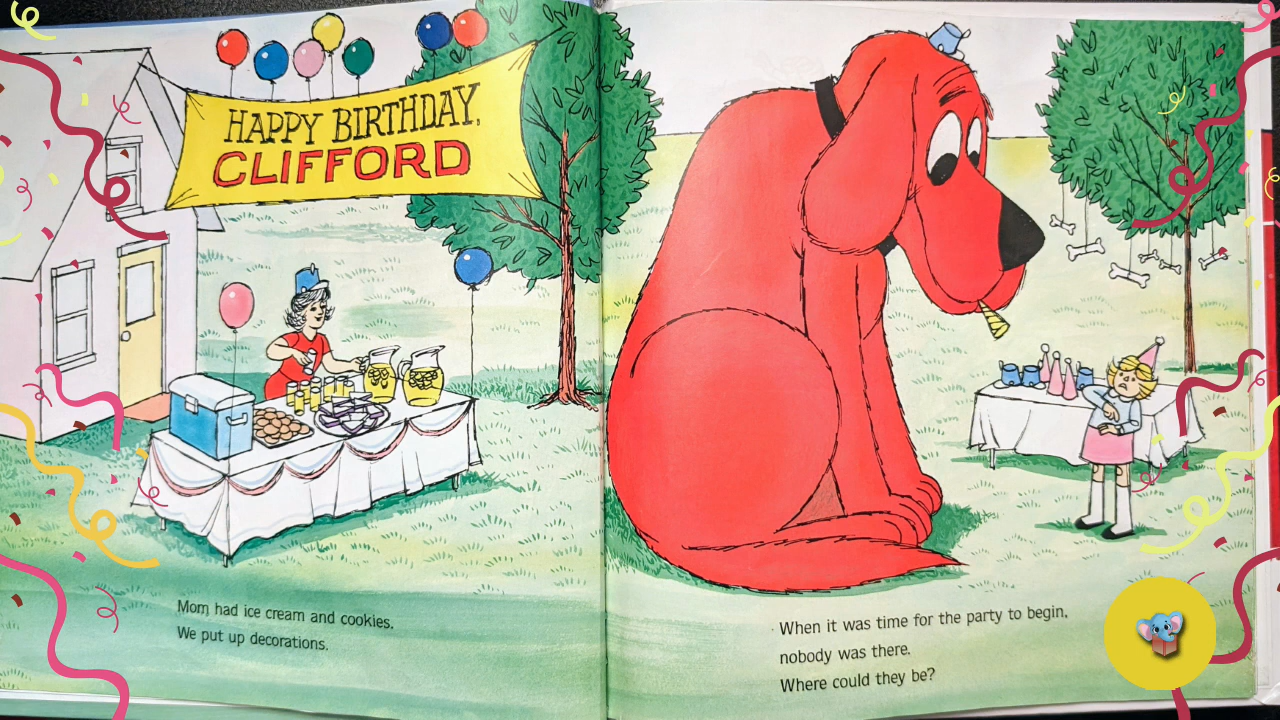 HAPPY BIRTHDAY,
CLIFFORD
Mom had ice cream and cookies.
We put up decorations.
When it was time for the party to begin,
nobody was there.
Where could they be?